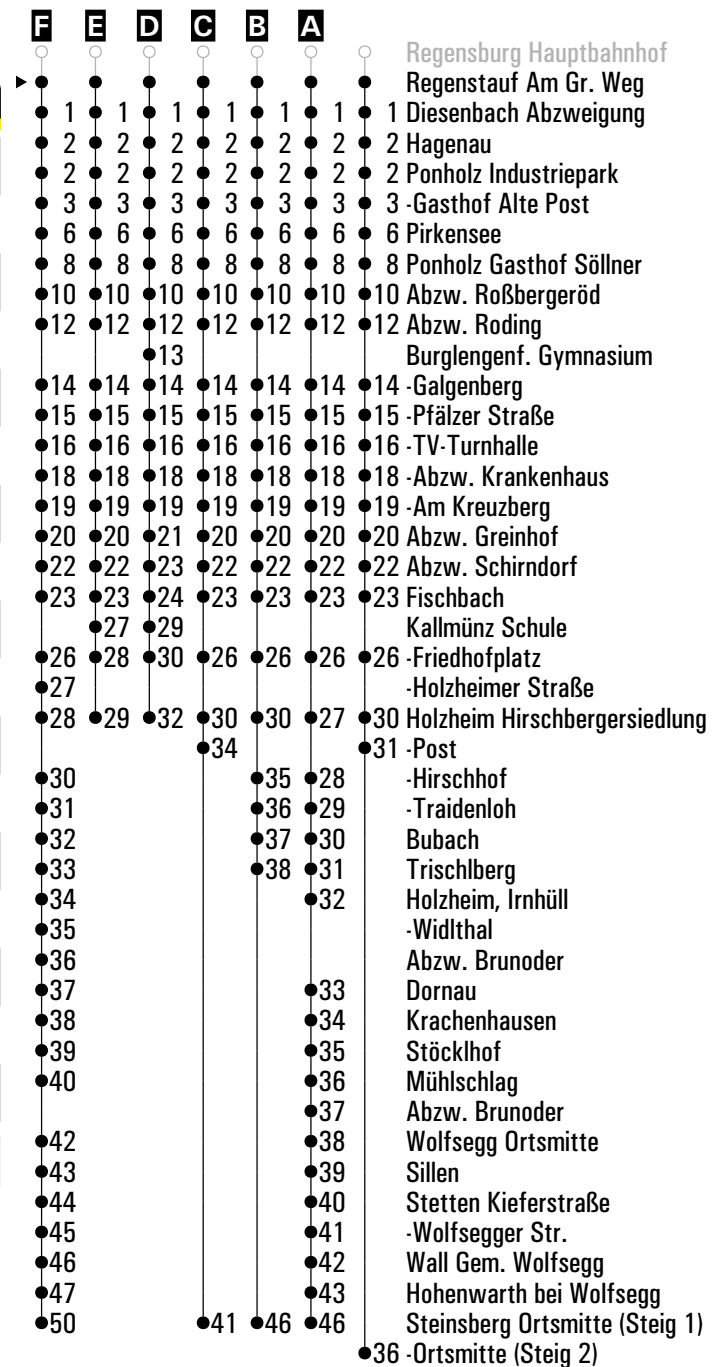 F E D C B A
Regensburg Hauptbahnhof
Regenstauf Am Gr. Weg
1 1 1 1 1 1 1 Diesenbach Abzweigung
2 2 2 2 2 2 2 Hagenau
2 2 2 2 2 2 2 Ponholz Industriepark
3 3 3 3 3 3 3 -Gasthof Alte Post
6 6 6 6 6 6 6 Pirkensee
8 8 8 8 8 8 8 Ponholz Gasthof Söllner
10 10 10 10 10 10 10 Abzw. Roßbergeröd
12 12 12 12 12 12 12 Abzw. Roding
13 Burglengenf. Gymnasium
14 14 14 14 14 14 14 -Galgenberg
15 15 15 15 15 15 15 -Pfälzer Straße
16 16 16 16 16 16 16 -TV-Turnhalle
18 18 18 18 18 18 18 -Abzw. Krankenhaus
19 19 19 19 19 19 19 -Am Kreuzberg
20 20 21 20 20 20 20 Abzw. Greinhof
22 22 23 22 22 22 22 Abzw. Schirndorf
23 23 24 23 23 23 23 Fischbach
27 29 Kallmünz Schule
26 28 30 26 26 26 26 -Friedhofplatz
27 -Holzheimer Straße
28 29 32 30 30 27 30 Holzheim Hirschbergersiedlung
34 31 -Post
30 35 28 -Hirschhof
31 36 29 -Traidenloh
32 37 30 Bubach
33 38 31 Trischlberg
34 32 Holzheim, Irnhüll
35 -Widlthal
36 Abzw. Brunoder
37 33 Dornau
38 34 Krachenhausen
39 35 Stöcklhof
40 36 Mühlschlag
37 Abzw. Brunoder
42 38 Wolfsegg Ortsmitte
43 39 Sillen
44 40 Stetten Kieferstraße
45 41 -Wolfsegger Str.
46 42 Wall Gem. Wolfsegg
47 43 Hohenwarth bei Wolfsegg
50 41 46 46 Steinsberg Ortsmitte (Steig 1)
36 -Ortsmitte (Steig 2)